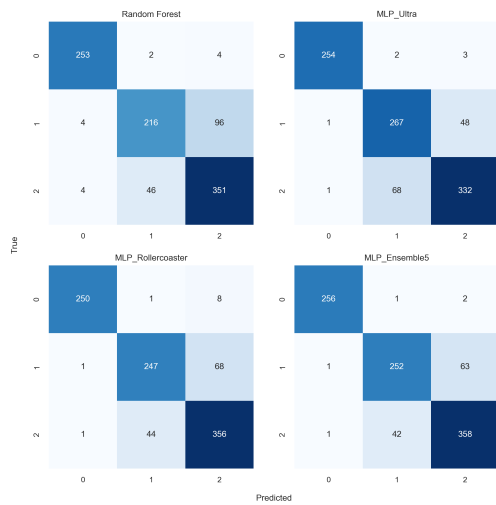 Random Forest
MLP_Ultra
0 253 2 4
0 254 2 3
1 4 216 96
1 1 267 48
2 4 46 351
2 1 68 332
0 1 2
0 1 2
True
MLP_Rollercoaster
MLP_Ensemble5
0 250 1 8
0 256 1 2
1 1 247 68
1 1 252 63
2 1 44 356
2 1 42 358
0 1 2
0 1 2
Predicted